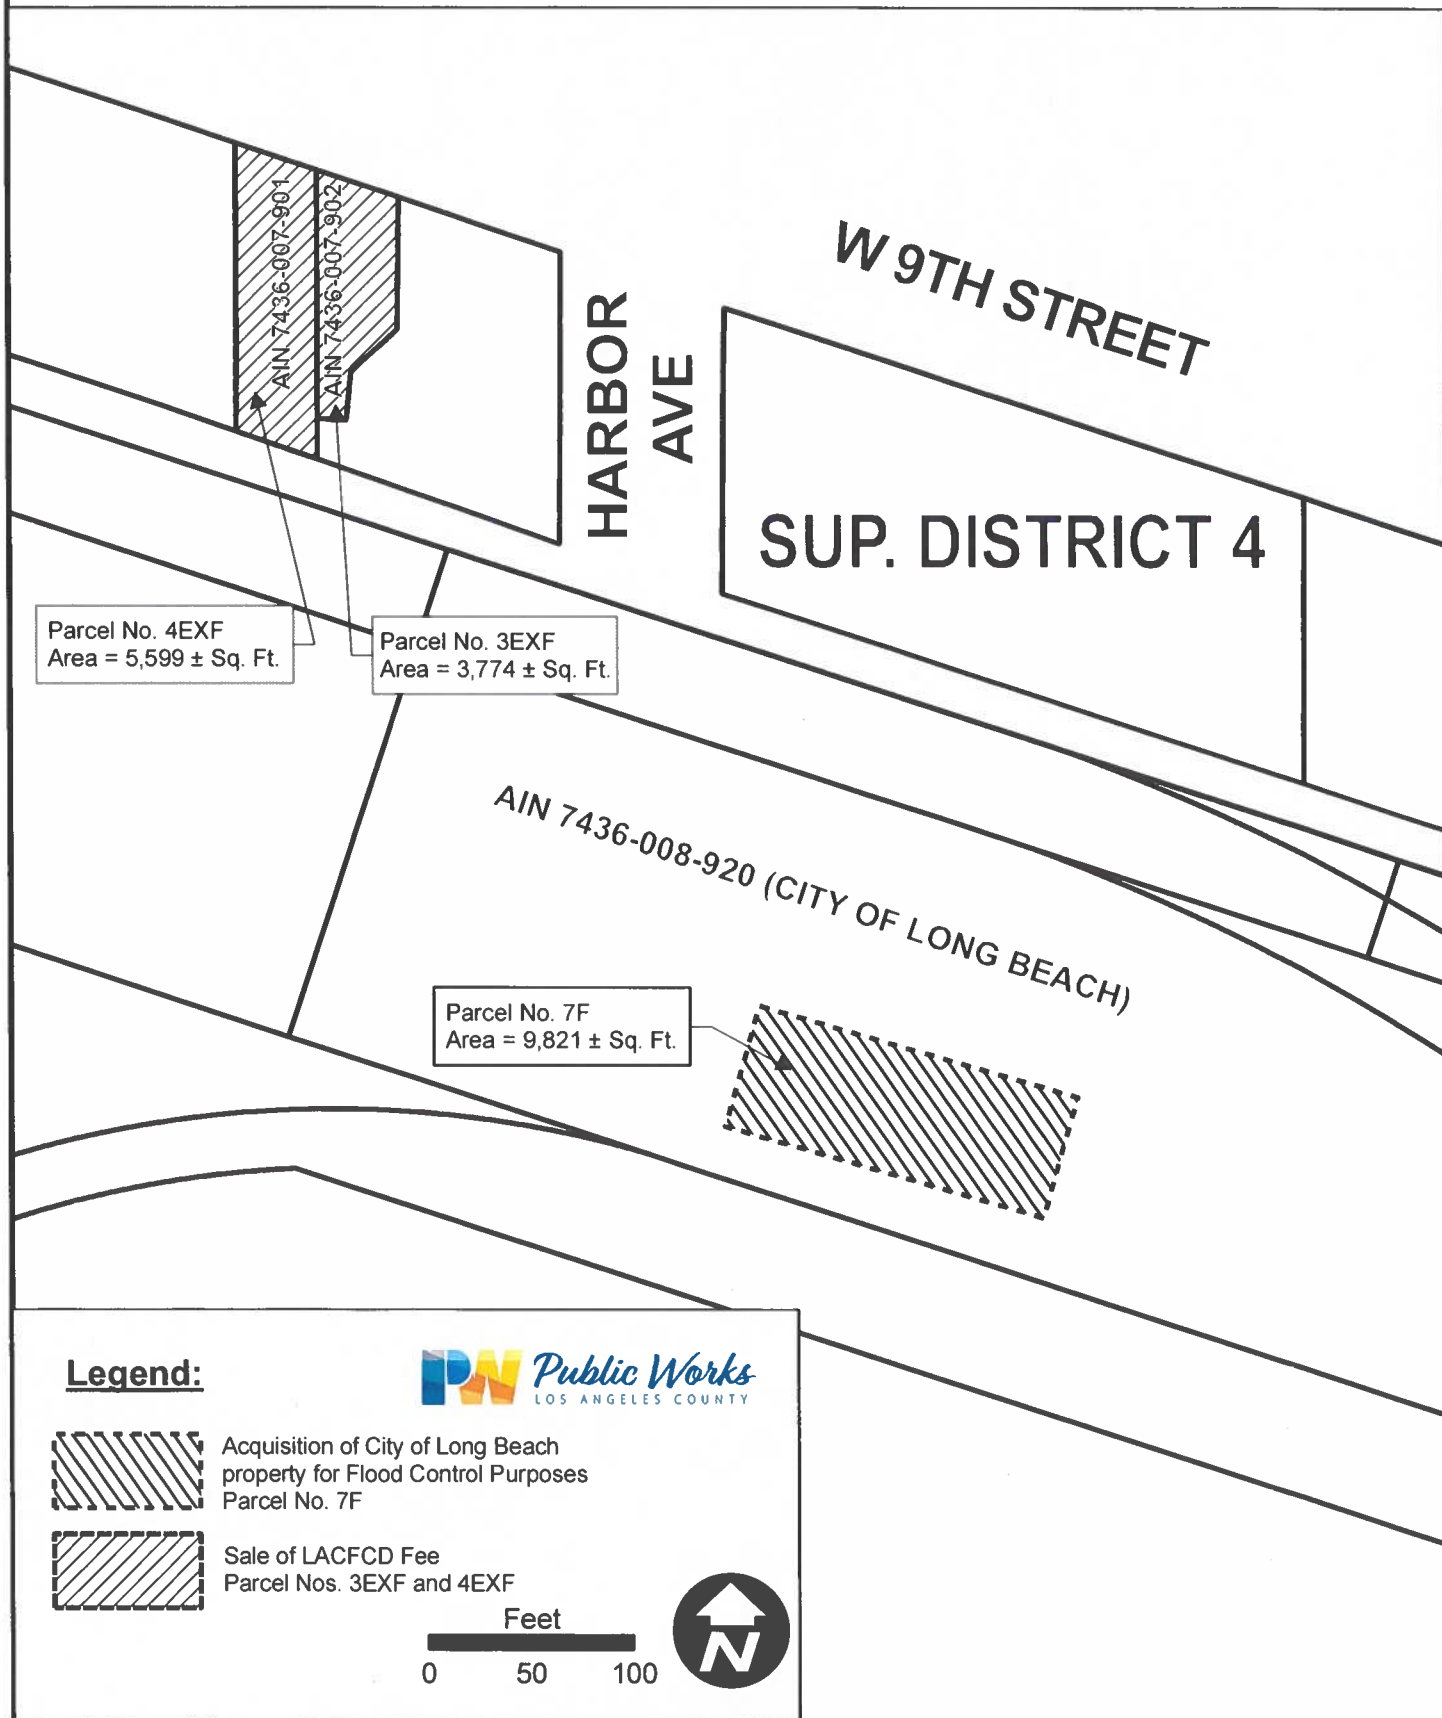 AIN 7436-007-901
AIN 7436-007-902
W 9TH STREET
HARBOR
AVE
SUP. DISTRICT 4
Parcel No. 4EXF
Area = 5,599 ± Sq. Ft.
Parcel No. 3EXF
Area = 3,774 ± Sq. Ft.
AIN 7436-008-920 (CITY OF LONG BEACH)
Parcel No. 7F
Area = 9,821 ± Sq. Ft.
Legend:
PW Public Works
LOS ANGELES COUNTY
Acquisition of City of Long Beach
property for Flood Control Purposes
Parcel No. 7F
Sale of LACFCD Fee
Parcel Nos. 3EXF and 4EXF
Feet
0 50 100
N